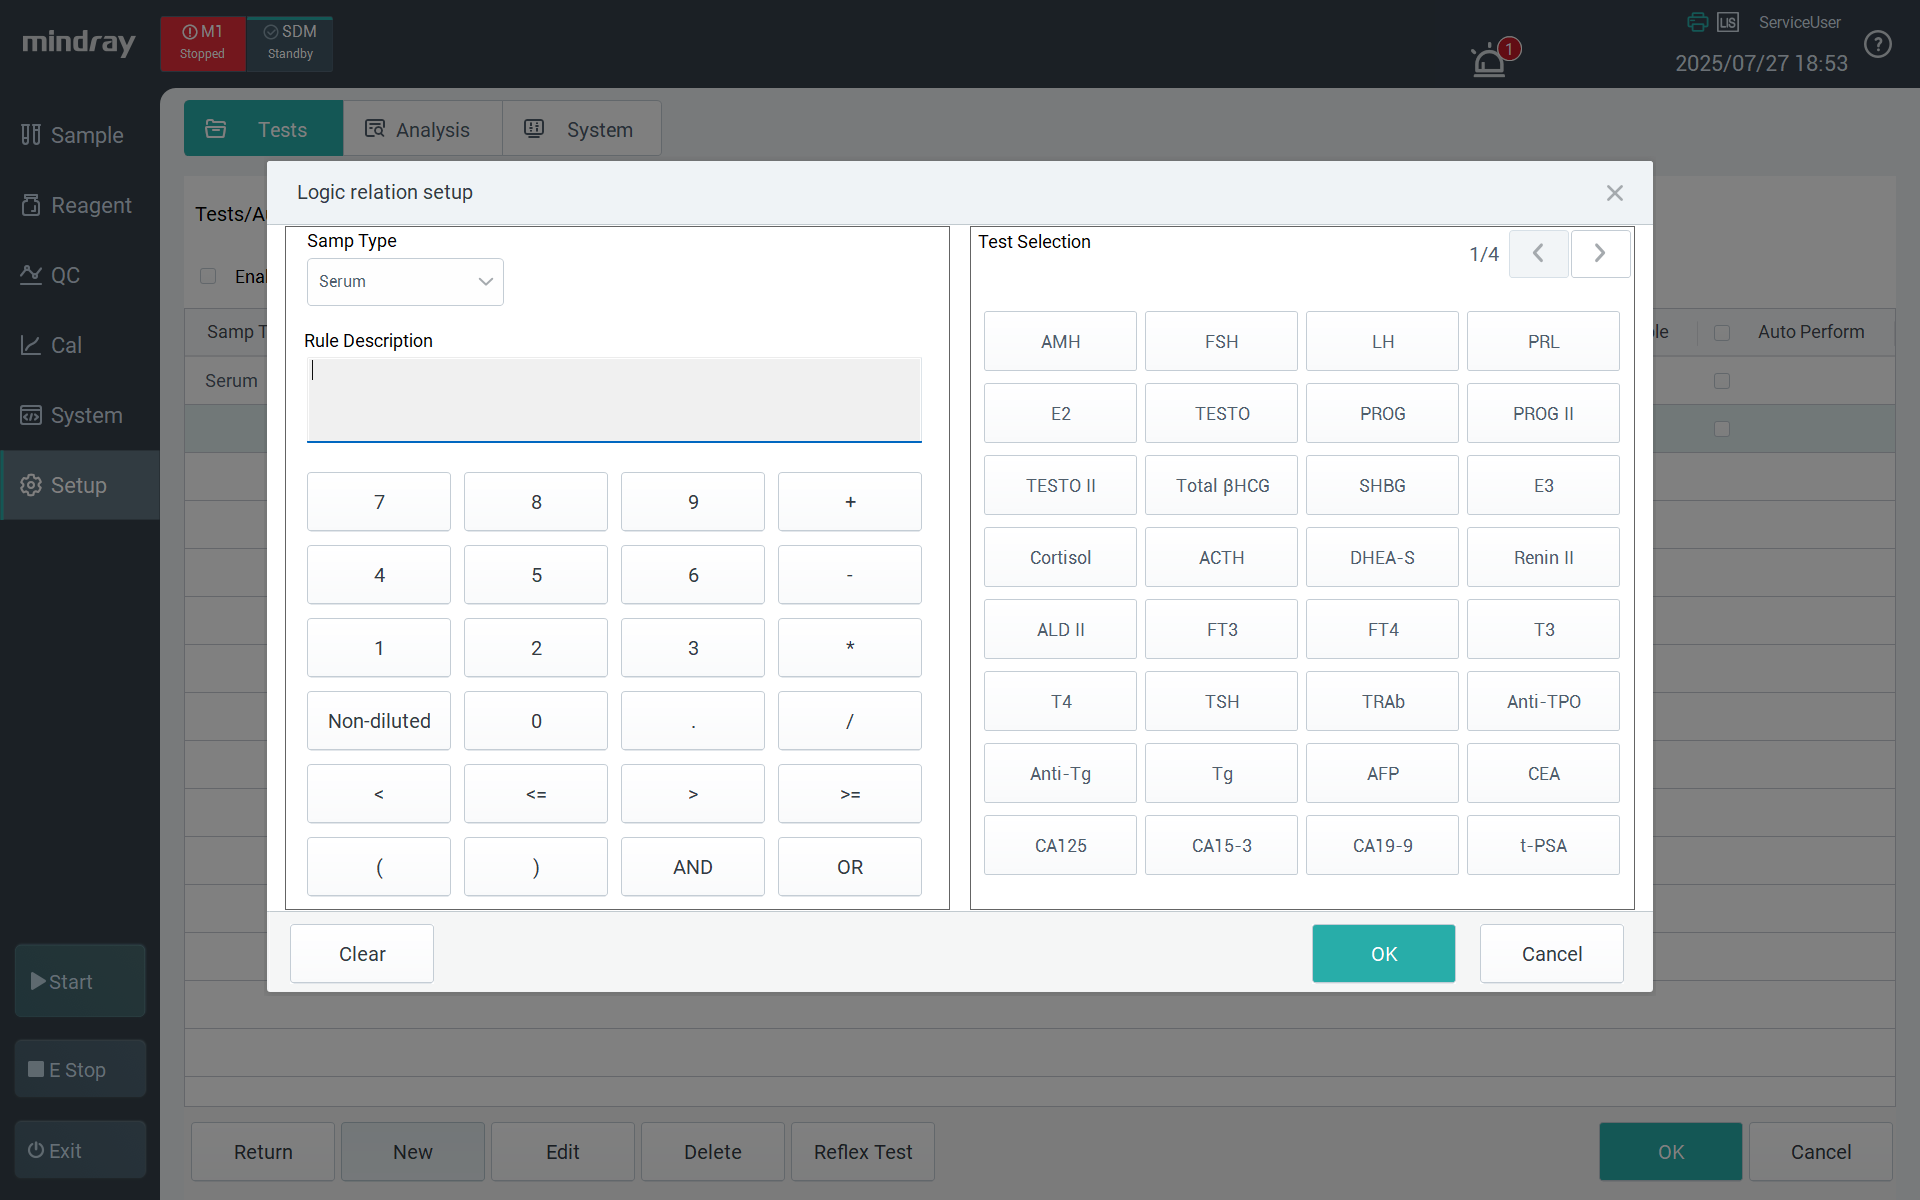 mindray
M1
Stopped
SDM
Standby
1
LIS
ServiceUser
2025/07/27 18:53
?
Sample
Reagent
QC
Cal
System
Setup
Start
E Stop
Exit
Tests
Analysis
System
Tests/A
Enal
Samp T
le
Auto Perform
Serum
Logic relation setup
Samp Type
Serum
Rule Description
7 8 9 +
4 5 6 -
1 2 3 *
Non-diluted 0 . /
< <= > >=
( ) AND OR
Test Selection
1/4
AMH FSH LH PRL
E2 TESTO PROG PROG II
TESTO II Total βHCG SHBG E3
Cortisol ACTH DHEA-S Renin II
ALD II FT3 FT4 T3
T4 TSH TRAb Anti-TPO
Anti-Tg Tg AFP CEA
CA125 CA15-3 CA19-9 t-PSA
Clear
OK
Cancel
Return
New
Edit
Delete
Reflex Test
OK
Cancel